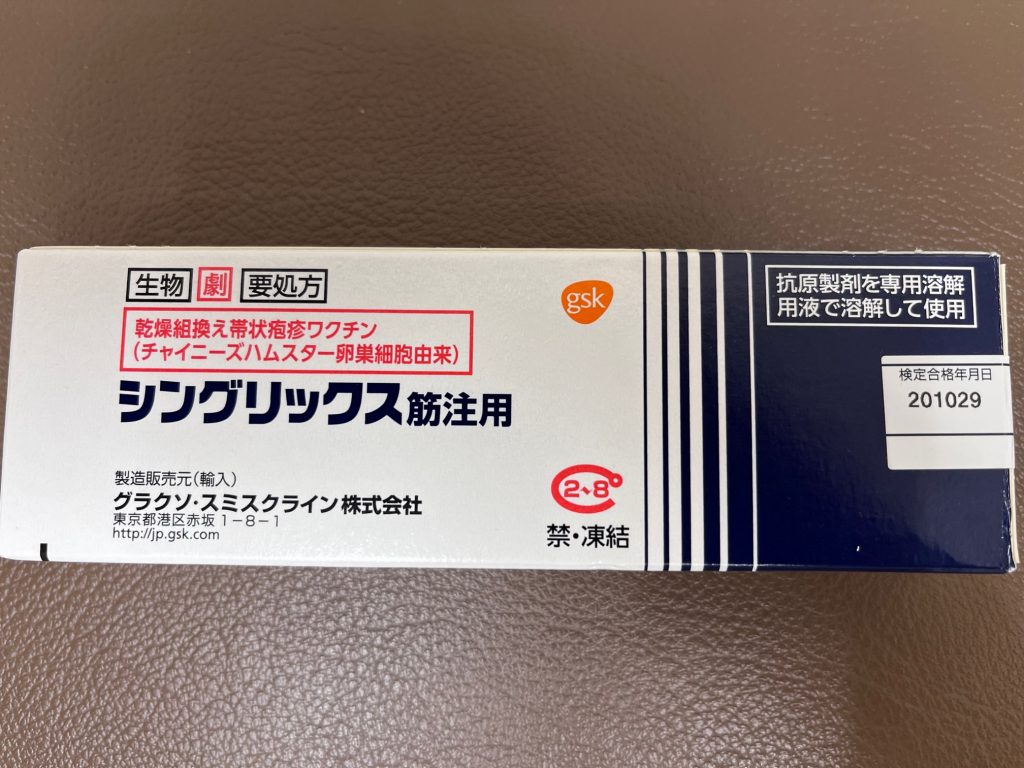 生物 劇 要処方
乾燥組換え帯状疱疹ワクチン
(チャイニーズハムスター卵巣細胞由来)
シングリックス筋注用
製造販売元(輸入)
グラクソ・スミスクライン株式会社
東京都港区赤坂1-8-1
http://jp.gsk.com
gsk
2~8°
禁・凍結
抗原製剤を専用溶解
用液で溶解して使用
検定合格年月日
201029